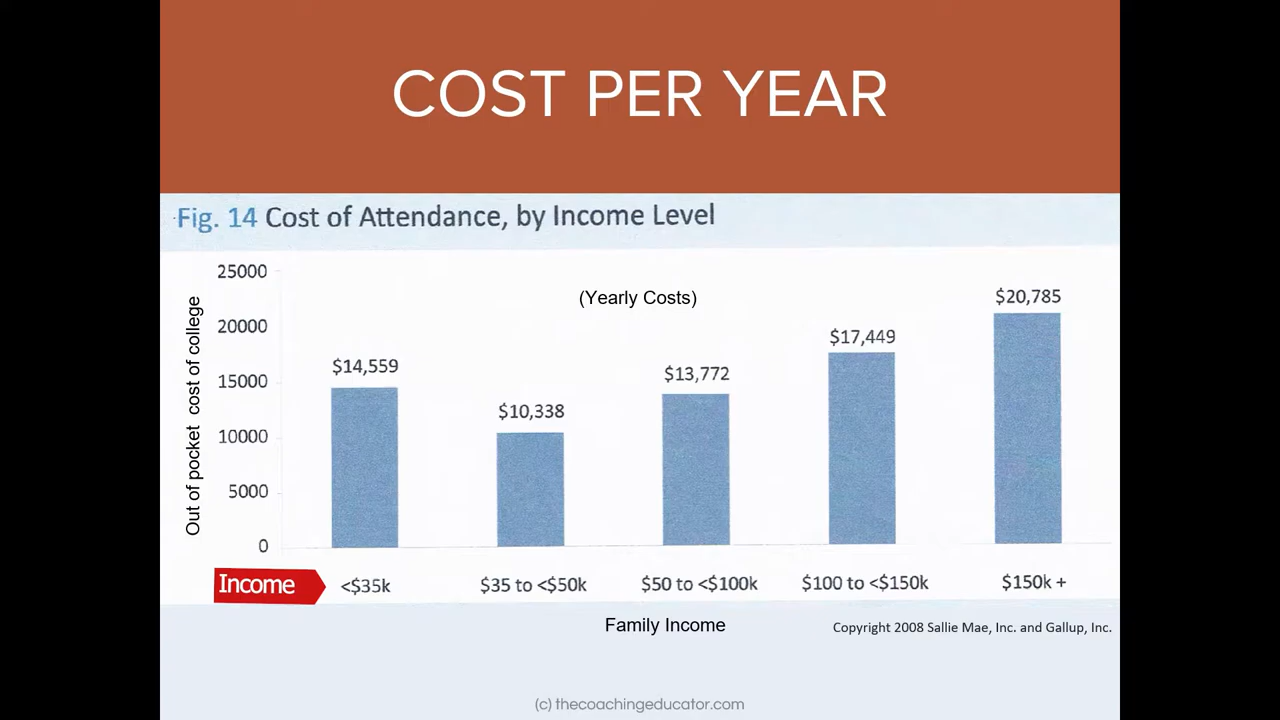 COST PER YEAR
Fig. 14 Cost of Attendance, by Income Level
Out of pocket cost of college
25000
20000
15000
10000
5000
0
(Yearly Costs)
$14,559
$10,338
$13,772
$17,449
$20,785
Income
<$35k
$35 to <$50k
$50 to <$100k
$100 to <$150k
$150k +
Family Income
Copyright 2008 Sallie Mae, Inc. and Gallup, Inc.
(c) thecoachingeducator.com